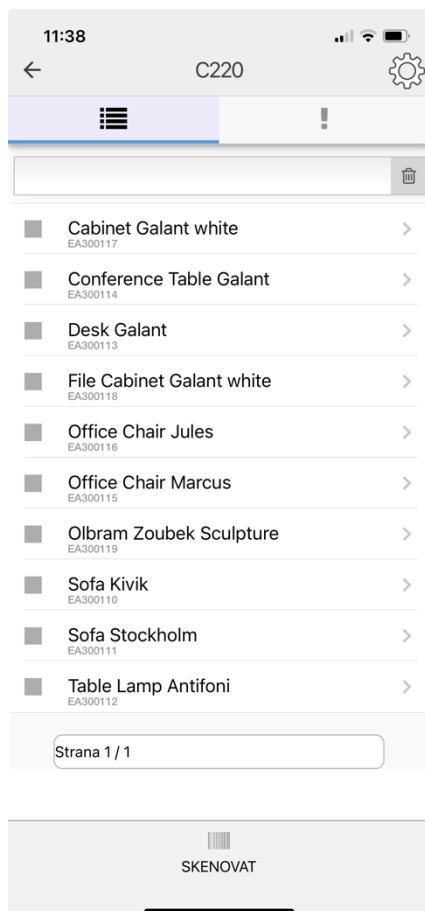 11:38
C220
Cabinet Galant white
EA300117
Conference Table Galant
EA300114
Desk Galant
EA300113
File Cabinet Galant white
EA300118
Office Chair Jules
EA300116
Office Chair Marcus
EA300115
Olbram Zoubek Sculpture
EA300119
Sofa Kivik
EA300110
Sofa Stockholm
EA300111
Table Lamp Antifoni
EA300112
Strana 1 / 1
SKENOVAT